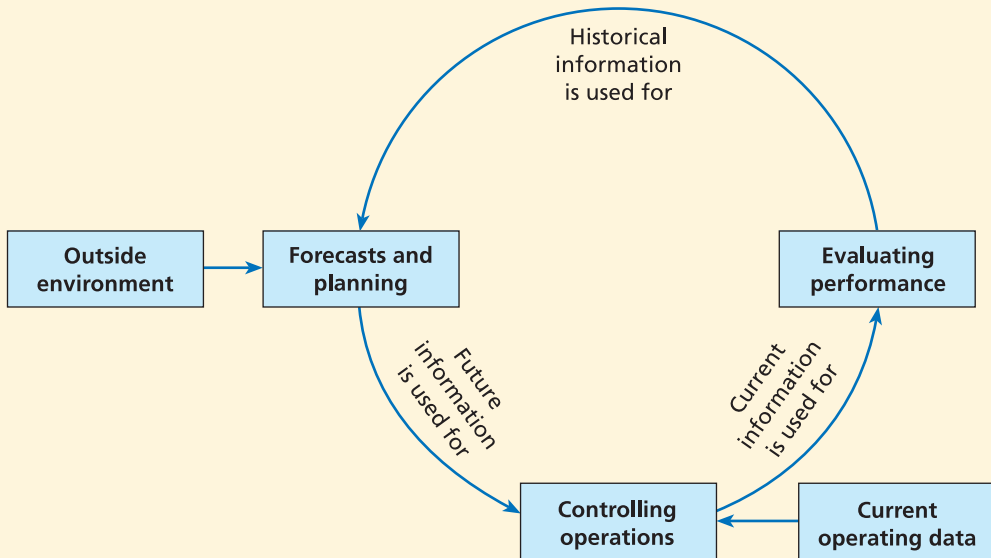 Historical
information
is used for
Outside
environment
Forecasts and
planning
Evaluating
performance
Future
information
is used for
Current
information
is used for
Controlling
operations
Current
operating data